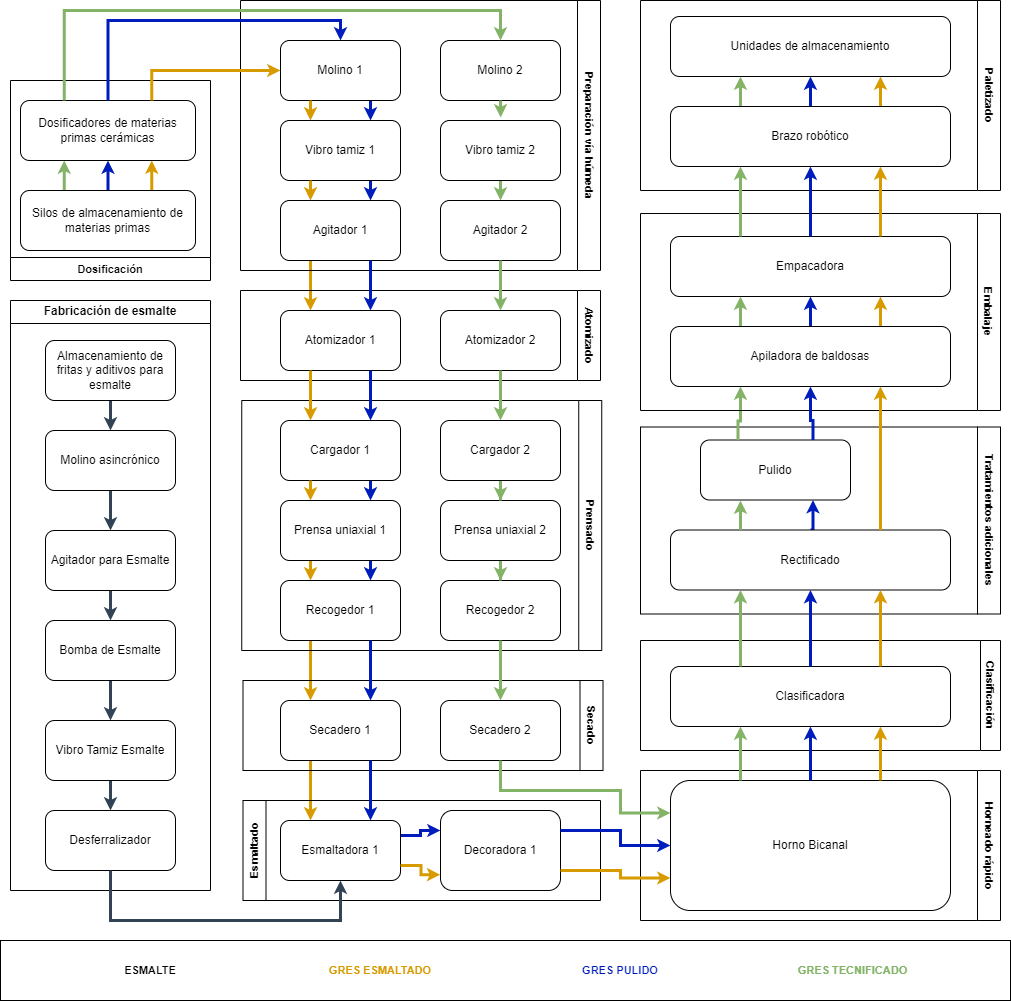 Dosificadores de materias
primas cerámicas
Silos de almacenamiento de
materias primas
Dosificación
Fabricación de esmalte
Almacenamiento de
fritas y aditivos para
esmalte
Molino asincrónico
Agitador para Esmalte
Bomba de Esmalte
Vibro Tamiz Esmalte
Desferralizador
Molino 1
Molino 2
Vibro tamiz 1
Vibro tamiz 2
Agitador 1
Agitador 2
Preparación vía húmeda
Atomizador 1
Atomizador 2
Atomizado
Cargador 1
Cargador 2
Prensa uniaxial 1
Prensa uniaxial 2
Recogedor 1
Recogedor 2
Prensado
Secadero 1
Secadero 2
Secado
Esmaltado
Esmaltadora 1
Decoradora 1
Unidades de almacenamiento
Brazo robótico
Paletizado
Empacadora
Apiladora de baldosas
Embalaje
Pulido
Rectificado
Tratamientos adicionales
Clasificadora
Clasificación
Horno Bicanal
Horneado rápido
ESMALTE
GRES ESMALTADO
GRES PULIDO
GRES TECNIFICADO